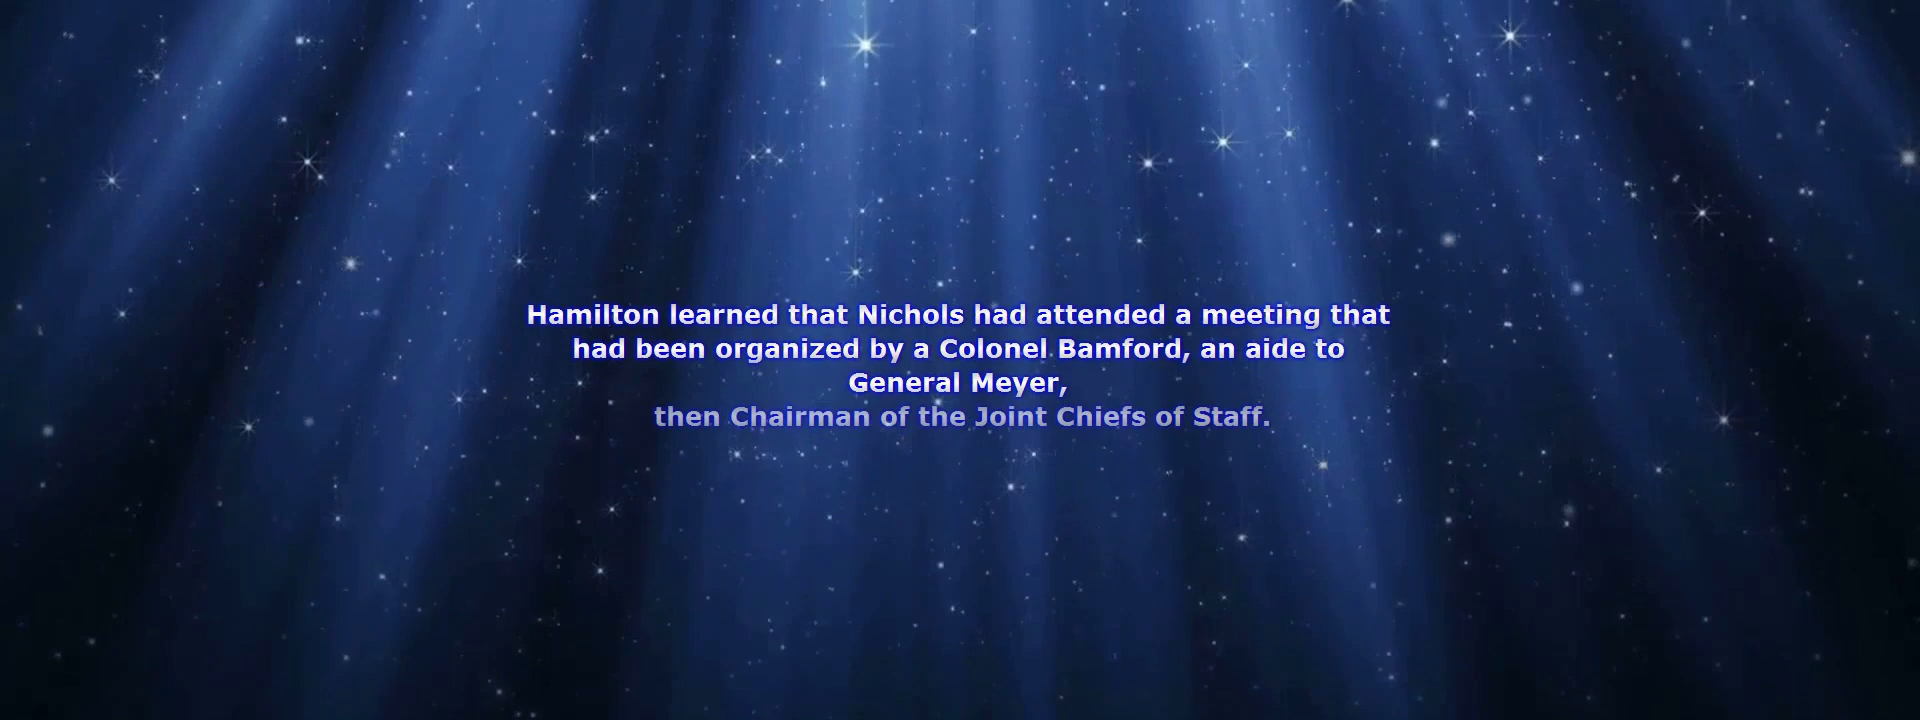 Hamilton learned that Nichols had attended a meeting that
had been organized by a Colonel Bamford, an aide to
General Meyer,
then Chairman of the Joint Chiefs of Staff.